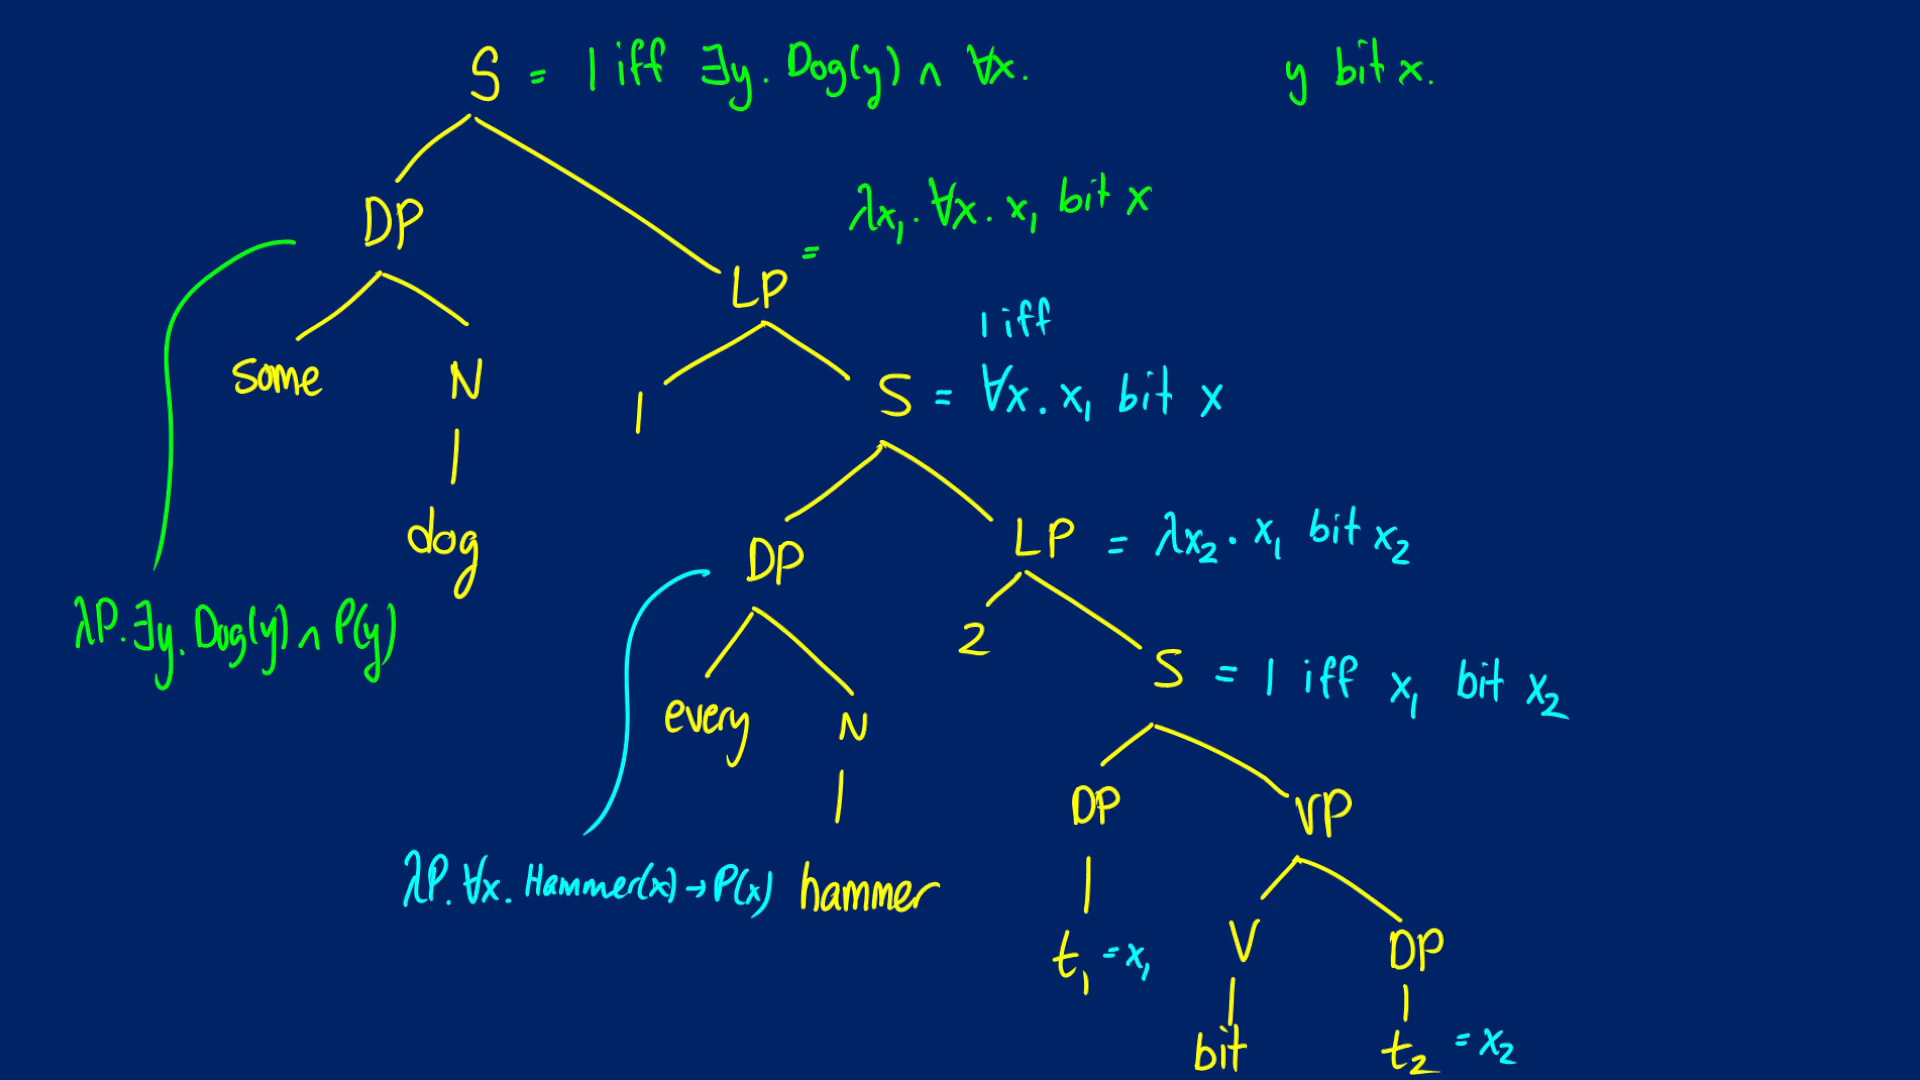 S = 1 iff ∃y. Dog(y) ∧ ∀x. y bit x.
DP
LP = λx₁. ∀x. x₁ bit x
some
N
1
S = 1 iff ∀x. x₁ bit x
dog
DP
LP = λx₂. x₁ bit x₂
λP. ∃y. Dog(y) ∧ P(y)
every
N
2
S = 1 iff x₁ bit x₂
λP. ∀x. Hammer(x) → P(x)
hammer
DP
VP
t₁ = x₁
V
DP
bit
t₂ = x₂